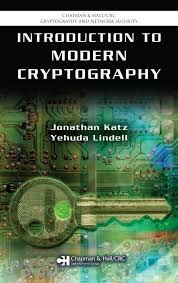 CHAPMAN & HALL/CRC
CRYPTOGRAPHY AND NETWORK SECURITY
INTRODUCTION TO
MODERN
CRYPTOGRAPHY
Jonathan Katz
Yehuda Lindell
Chapman & Hall/CRC